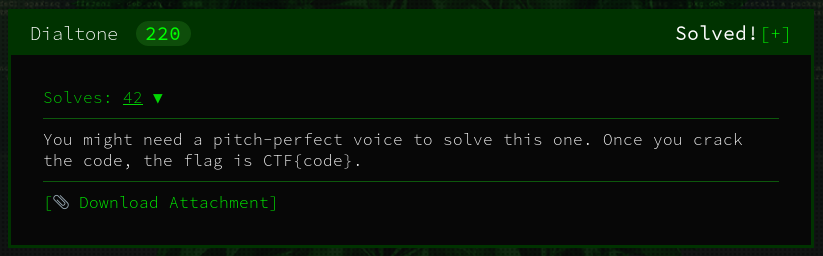 Dialtone 220 Solved![+]
Solves: 42 ▼
You might need a pitch-perfect voice to solve this one. Once you crack
the code, the flag is CTF{code}.
[📎 Download Attachment]